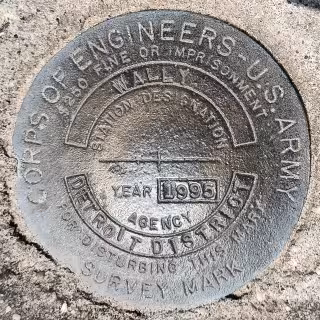 CORPS OF ENGINEERS - U.S. ARMY
$250 FINE OR IMPRISONMENT
WALLY
STATION DESIGNATION
YEAR 1995
AGENCY
DETROIT DISTRICT
FOR DISTURBING THIS MARK
SURVEY MARK